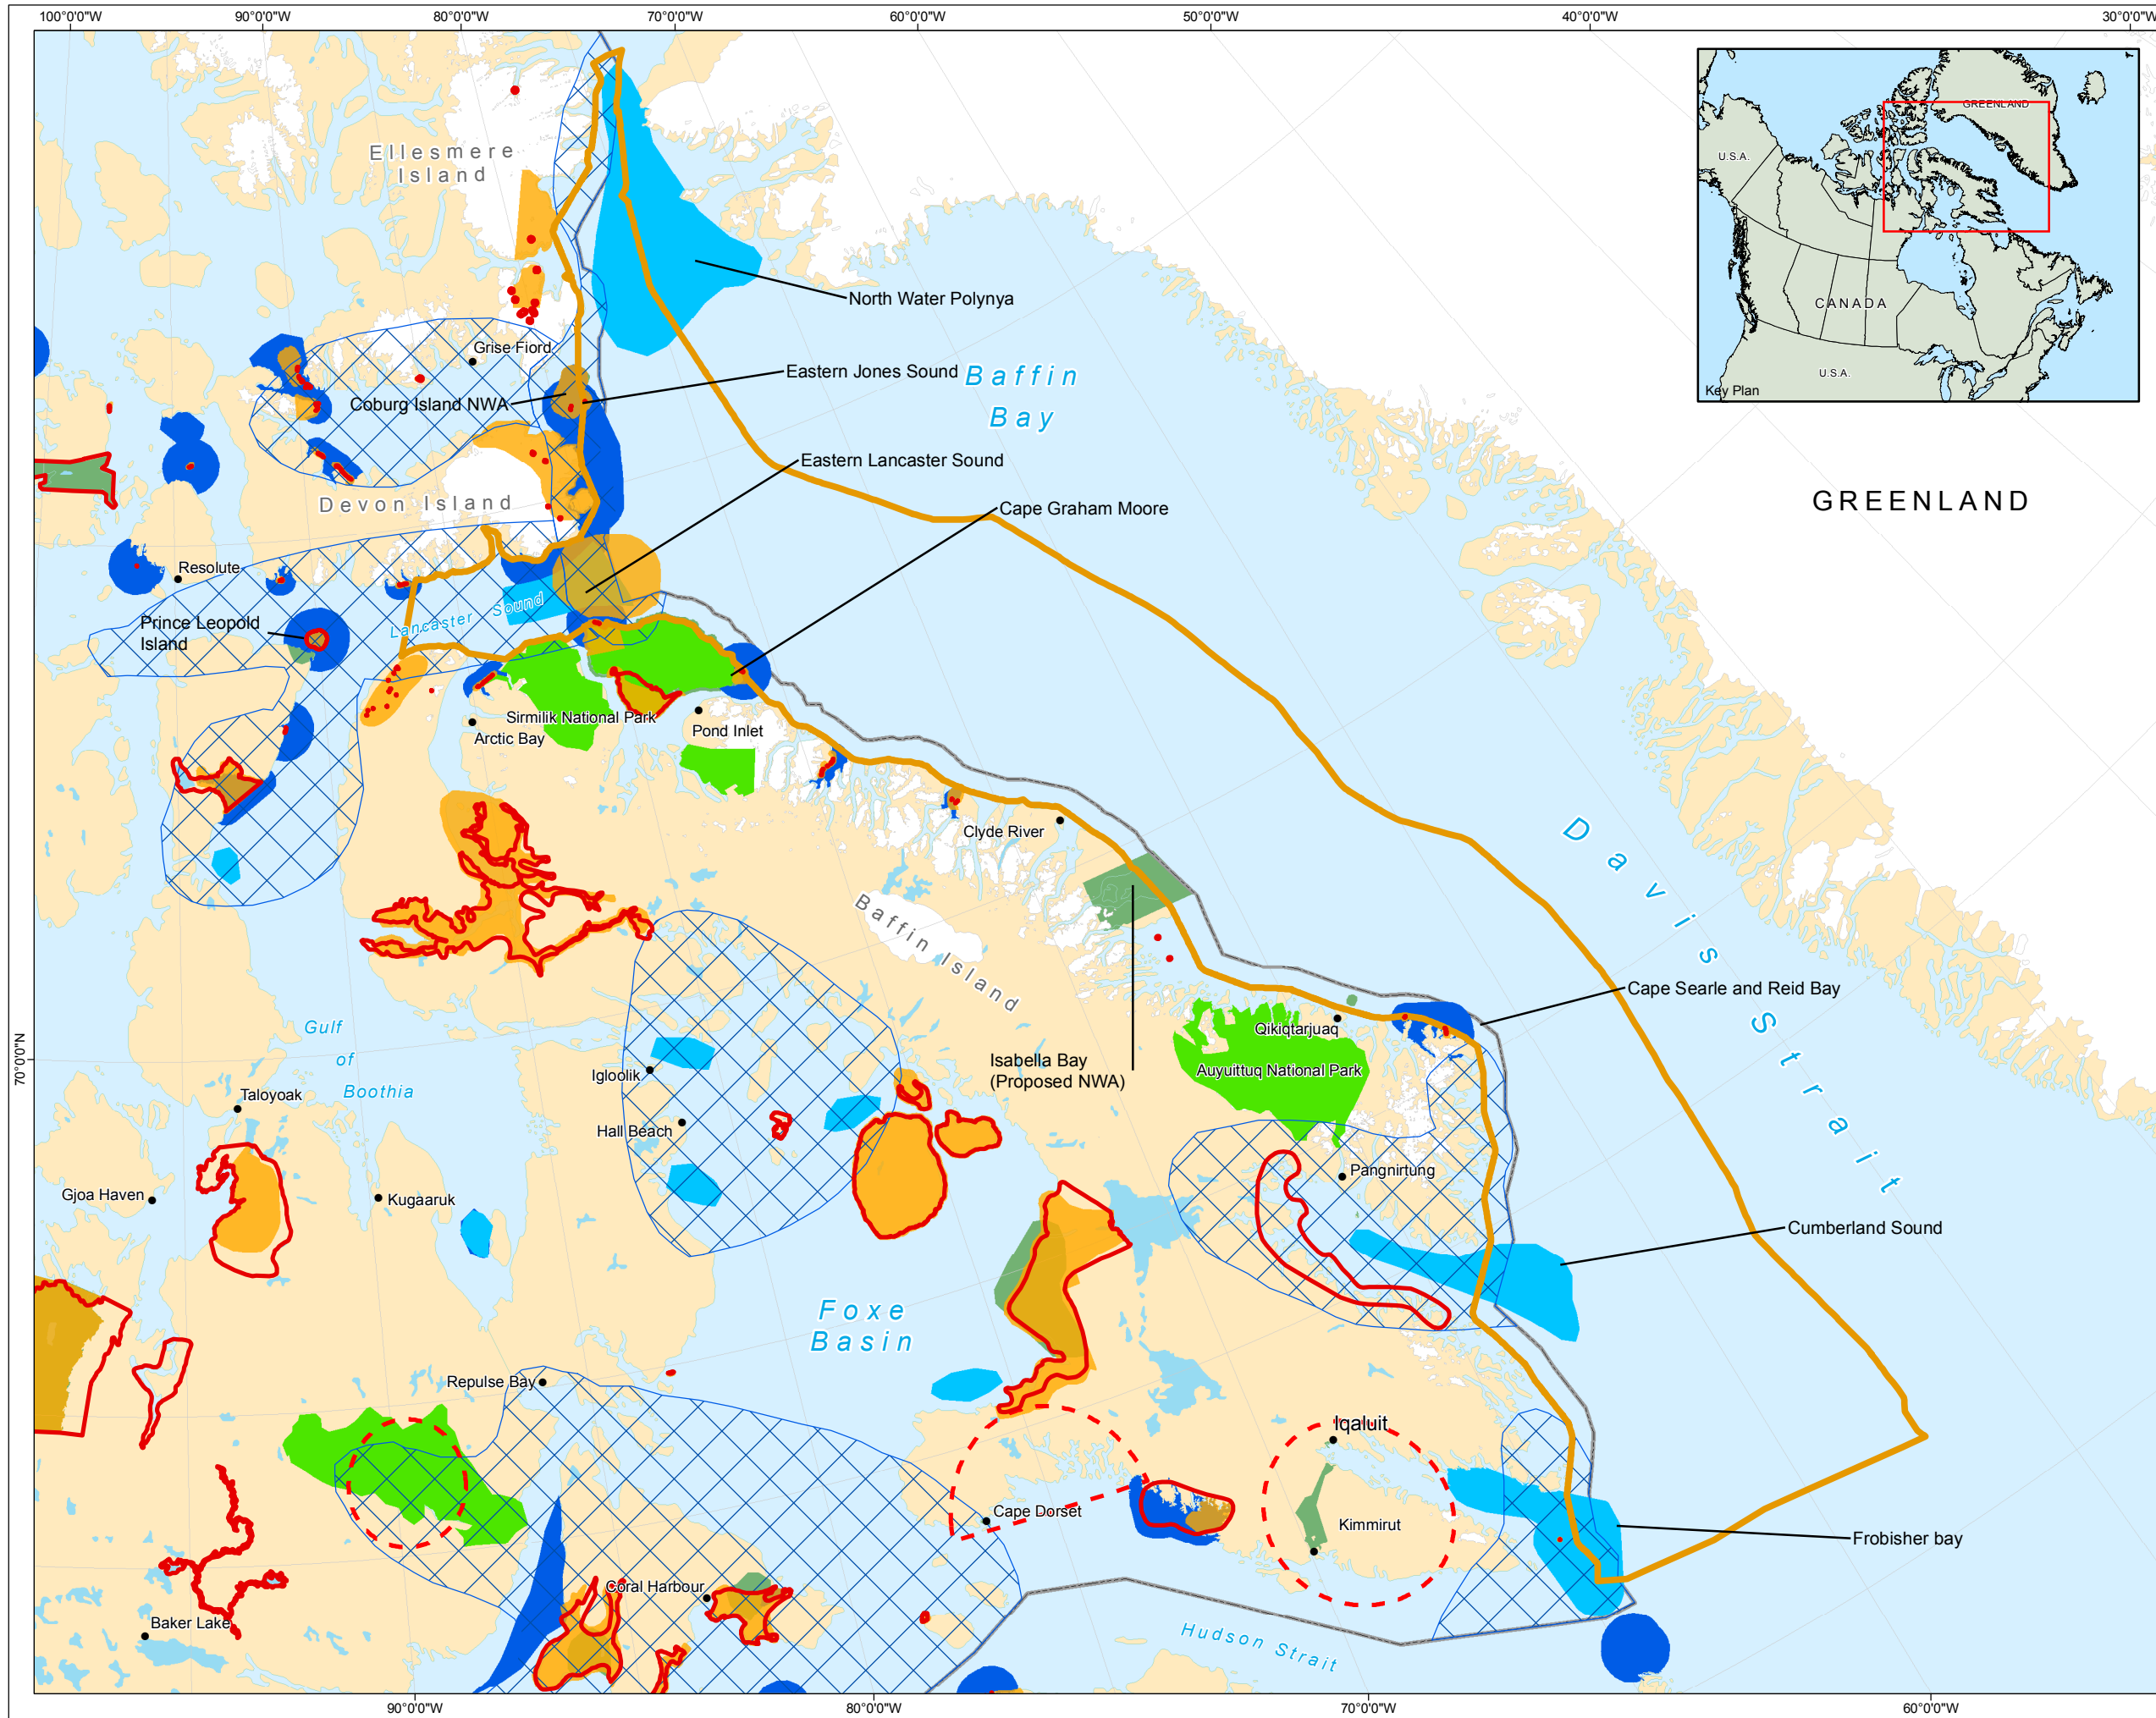 100°0'0"W
90°0'0"W
80°0'0"W
70°0'0"W
60°0'0"W
50°0'0"W
40°0'0"W
30°0'0"W
GREENLAND
U.S.A.
CANADA
U.S.A.
Key Plan
Ellesmere
Island
North Water Polynya
Grise Fiord
Eastern Jones Sound
Baffin
Bay
Coburg Island NWA
Eastern Lancaster Sound
Devon Island
Cape Graham Moore
GREENLAND
Resolute
Lancaster Sound
Prince Leopold
Island
Sirmilik National Park
Arctic Bay
Pond Inlet
Clyde River
Davis Strait
Baffin Island
Cape Searle and Reid Bay
Gulf
of
Boothia
Qikiqtarjuaq
Isabella Bay
(Proposed NWA)
Auyuittuq National Park
Igloolik
70°0'0"N
Taloyoak
Hall Beach
Pangnirtung
Gjoa Haven
Kugaaruk
Cumberland Sound
Foxe
Basin
Repulse Bay
Iqaluit
Cape Dorset
Kimmirut
Frobisher bay
Coral Harbour
Baker Lake
Hudson Strait
90°0'0"W
80°0'0"W
70°0'0"W
60°0'0"W